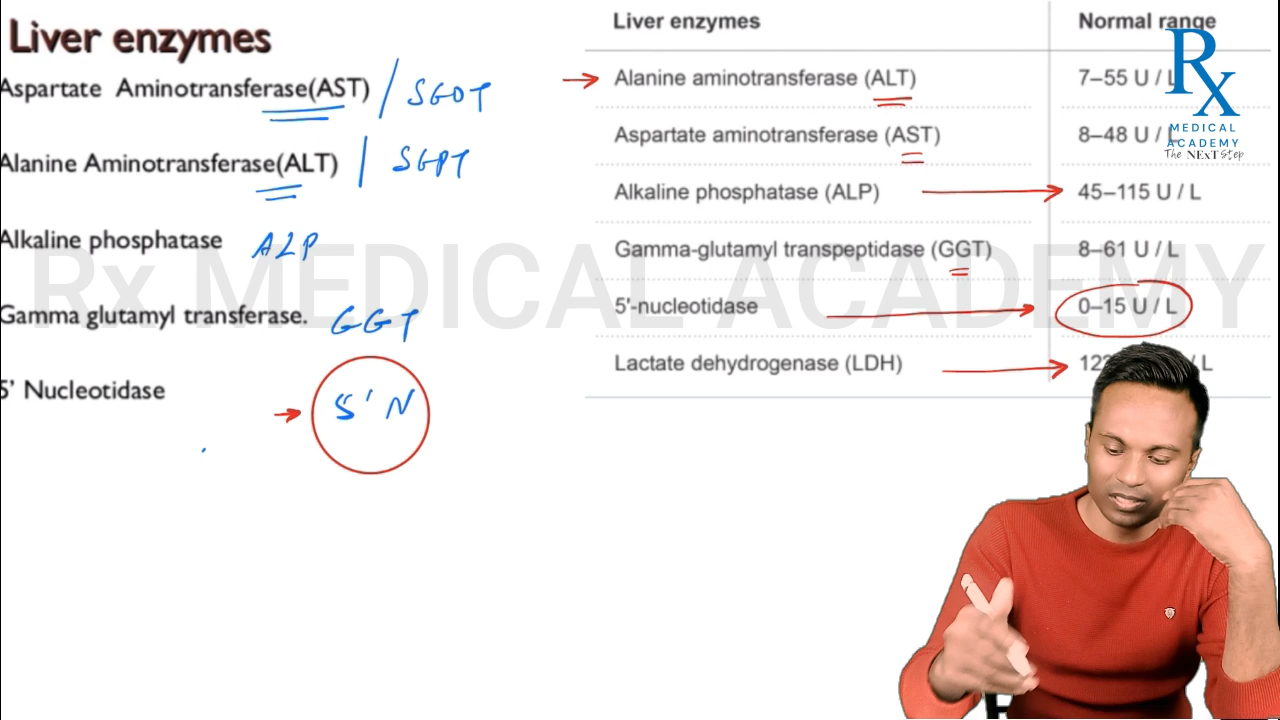 Liver enzymes
Aspartate Aminotransferase(AST) / SGOT
Alanine Aminotransferase(ALT) / SGPT
Alkaline phosphatase ALP
Gamma glutamyl transferase. GGT
5' Nucleotidase
5' N
Liver enzymes Normal range
Alanine aminotransferase (ALT) 7–55 U / L
Aspartate aminotransferase (AST) 8–48 U / L
Alkaline phosphatase (ALP) 45–115 U / L
Gamma-glutamyl transpeptidase (GGT) 8–61 U / L
5'-nucleotidase 0–15 U / L
Lactate dehydrogenase (LDH) / L
Rx
MEDICAL
ACADEMY
The NExT Step
Rx MEDICAL ACADEMY